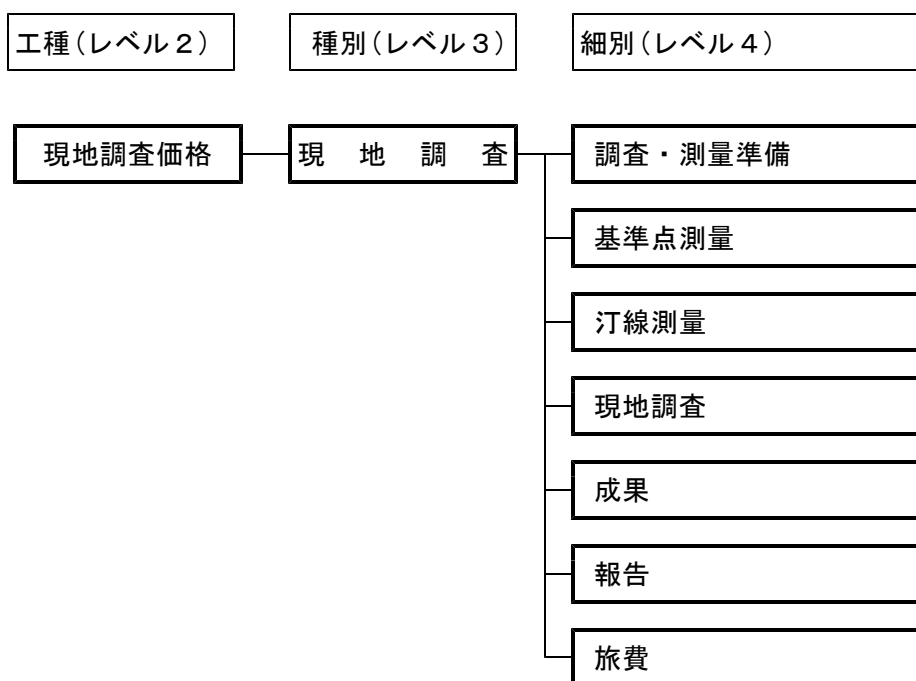 工種(レベル2) 種別(レベル3) 細別(レベル4)
現地調査価格 現地調査 調査・測量準備
基準点測量
汀線測量
現地調査
成果
報告
旅費